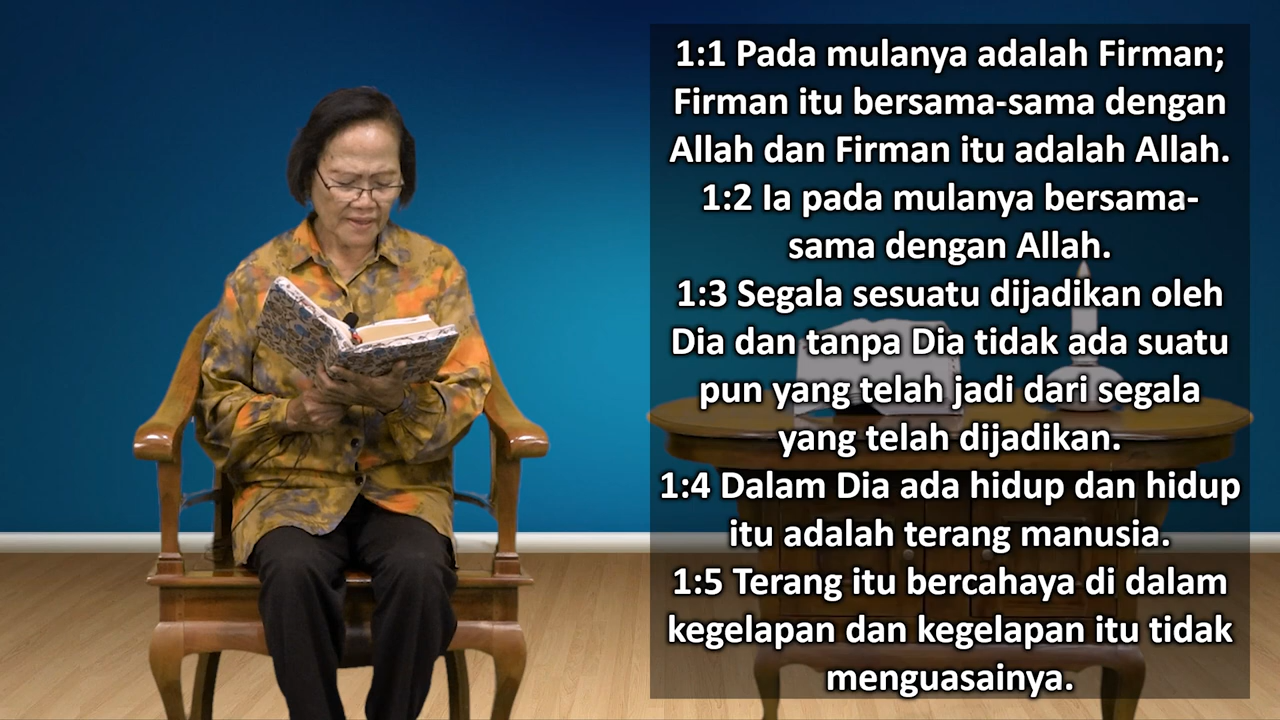 1:1 Pada mulanya adalah Firman;
Firman itu bersama-sama dengan
Allah dan Firman itu adalah Allah.
1:2 Ia pada mulanya bersama-
sama dengan Allah.
1:3 Segala sesuatu dijadikan oleh
Dia dan tanpa Dia tidak ada suatu
pun yang telah jadi dari segala
yang telah dijadikan.
1:4 Dalam Dia ada hidup dan hidup
itu adalah terang manusia.
1:5 Terang itu bercahaya di dalam
kegelapan dan kegelapan itu tidak
menguasainya.